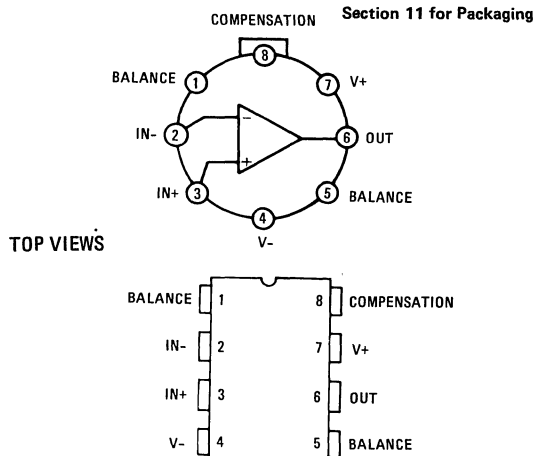 Section 11 for Packaging
COMPENSATION
8
BALANCE 1
7 V+
IN- 2
-
6 OUT
+
IN+ 3
5 BALANCE
4
V-
TOP VIEWS
BALANCE 1
8 COMPENSATION
IN- 2
7 V+
IN+ 3
6 OUT
V- 4
5 BALANCE